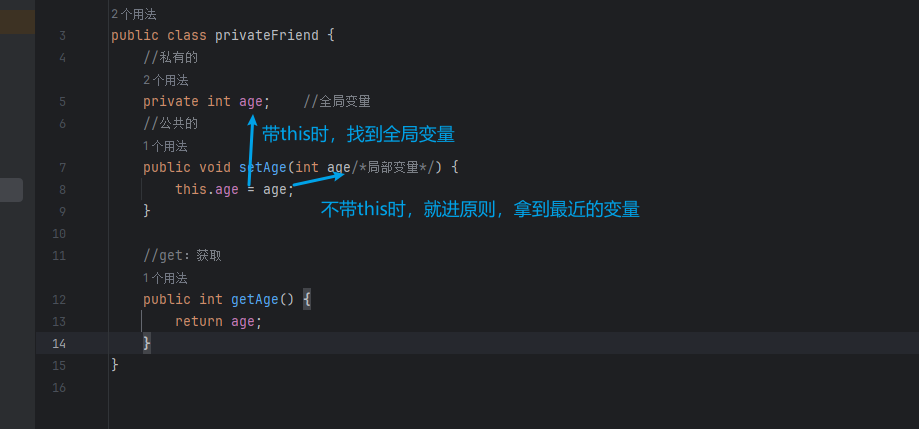 2个用法
3 public class privateFriend {
4 //私有的
2个用法
5 private int age; //全局变量
6 //公共的
带this时，找到全局变量
1个用法
7 public void setAge(int age/*局部变量*/) {
8 this.age = age;
不带this时，就进原则，拿到最近的变量
9 }
10
11 //get：获取
1个用法
12 public int getAge() {
13 return age;
14 }
15 }
16